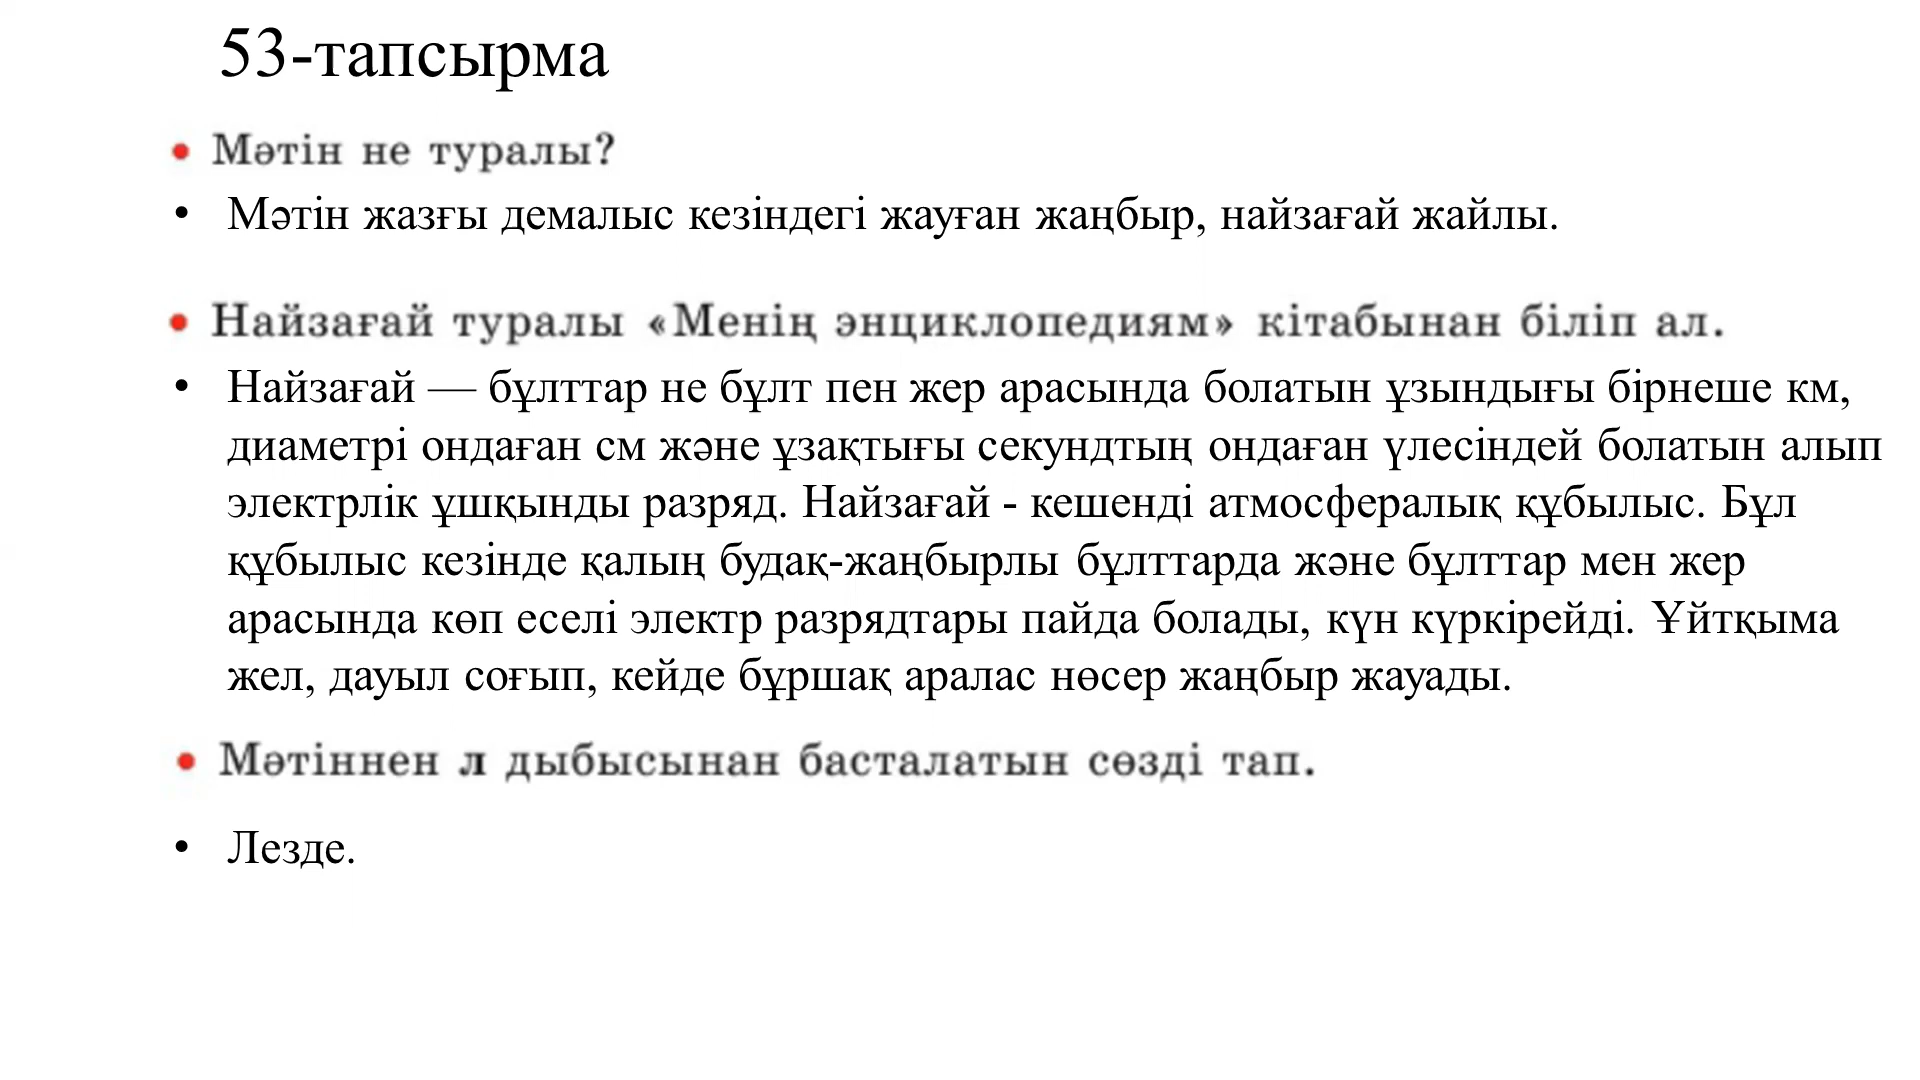 53-тапсырма
• Мәтін не туралы?
• Мәтін жазғы демалыс кезіндегі жауған жаңбыр, найзағай жайлы.
• Найзағай туралы «Менің энциклопедиям» кітабынан біліп ал.
• Найзағай — бұлттар не бұлт пен жер арасында болатын ұзындығы бірнеше км,
диаметрі ондаған см және ұзақтығы секундтың ондаған үлесіндей болатын алып
электрлік ұшқынды разряд. Найзағай - кешенді атмосфералық құбылыс. Бұл
құбылыс кезінде қалың будақ-жаңбырлы бұлттарда және бұлттар мен жер
арасында көп еселі электр разрядтары пайда болады, күн күркірейді. Ұйтқыма
жел, дауыл соғып, кейде бұршақ аралас нөсер жаңбыр жауады.
• Мәтіннен л дыбысынан басталатын сөзді тап.
• Лезде.